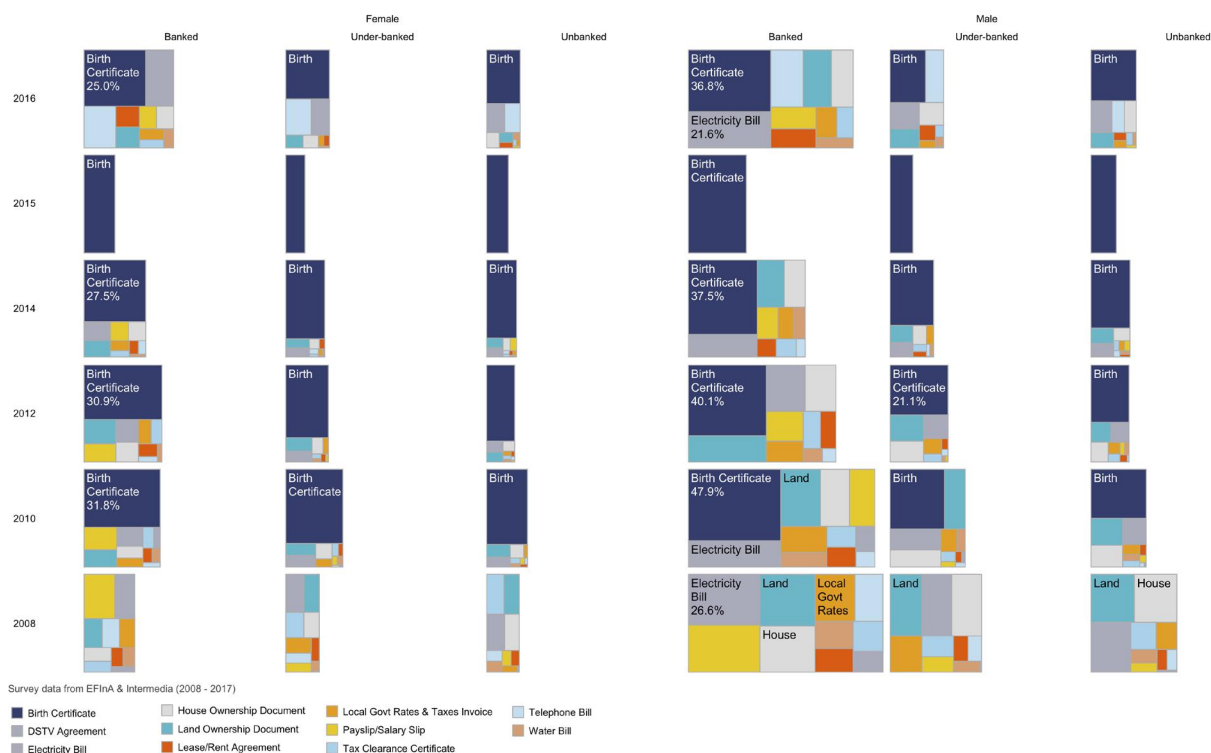 Female
Male
Banked
Under-banked
Unbanked
Banked
Under-banked
Unbanked
2016
Birth
Certificate
25.0%
Birth
Birth
Birth
Certificate
36.8%
Electricity Bill
21.6%
Birth
Birth
2015
Birth
Birth
Birth
Birth
Certificate
Birth
Birth
2014
Birth
Certificate
27.5%
Birth
Birth
Birth
Certificate
37.5%
Birth
Birth
2012
Birth
Certificate
30.9%
Birth
Birth
Birth
Certificate
40.1%
Birth
Certificate
21.1%
Birth
2010
Birth
Certificate
31.8%
Birth
Certificate
Birth
Birth Certificate
47.9%
Electricity Bill
Land
Birth
Birth
2008
Electricity
Bill
26.6%
Land
House
Local
Govt
Rates
Land
Land
House
Survey data from EFInA & Intermedia (2008 - 2017)
Birth Certificate
DSTV Agreement
Electricity Bill
House Ownership Document
Land Ownership Document
Lease/Rent Agreement
Local Govt Rates & Taxes Invoice
Payslip/Salary Slip
Tax Clearance Certificate
Telephone Bill
Water Bill